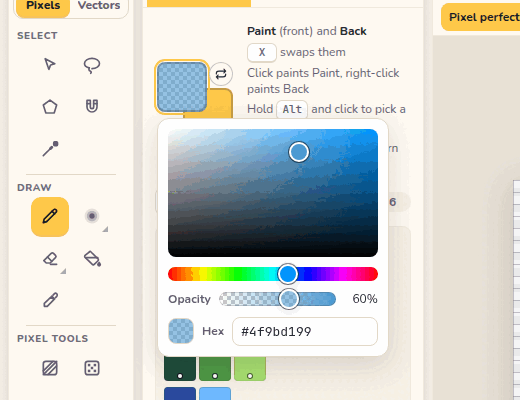 Pixels
Vectors
Pixel perfect
SELECT
Paint (front) and Back
X swaps them
Click paints Paint, right-click
paints Back
Hold Alt and click to pick a
rn
6
DRAW
Opacity
60%
Hex
#4f9bd199
PIXEL TOOLS